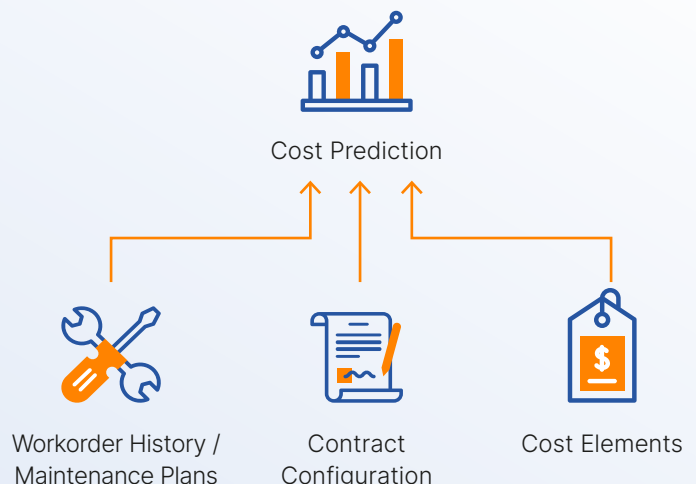 Cost Prediction
Workorder History /
Maintenance Plans
Contract
Configuration
Cost Elements
$